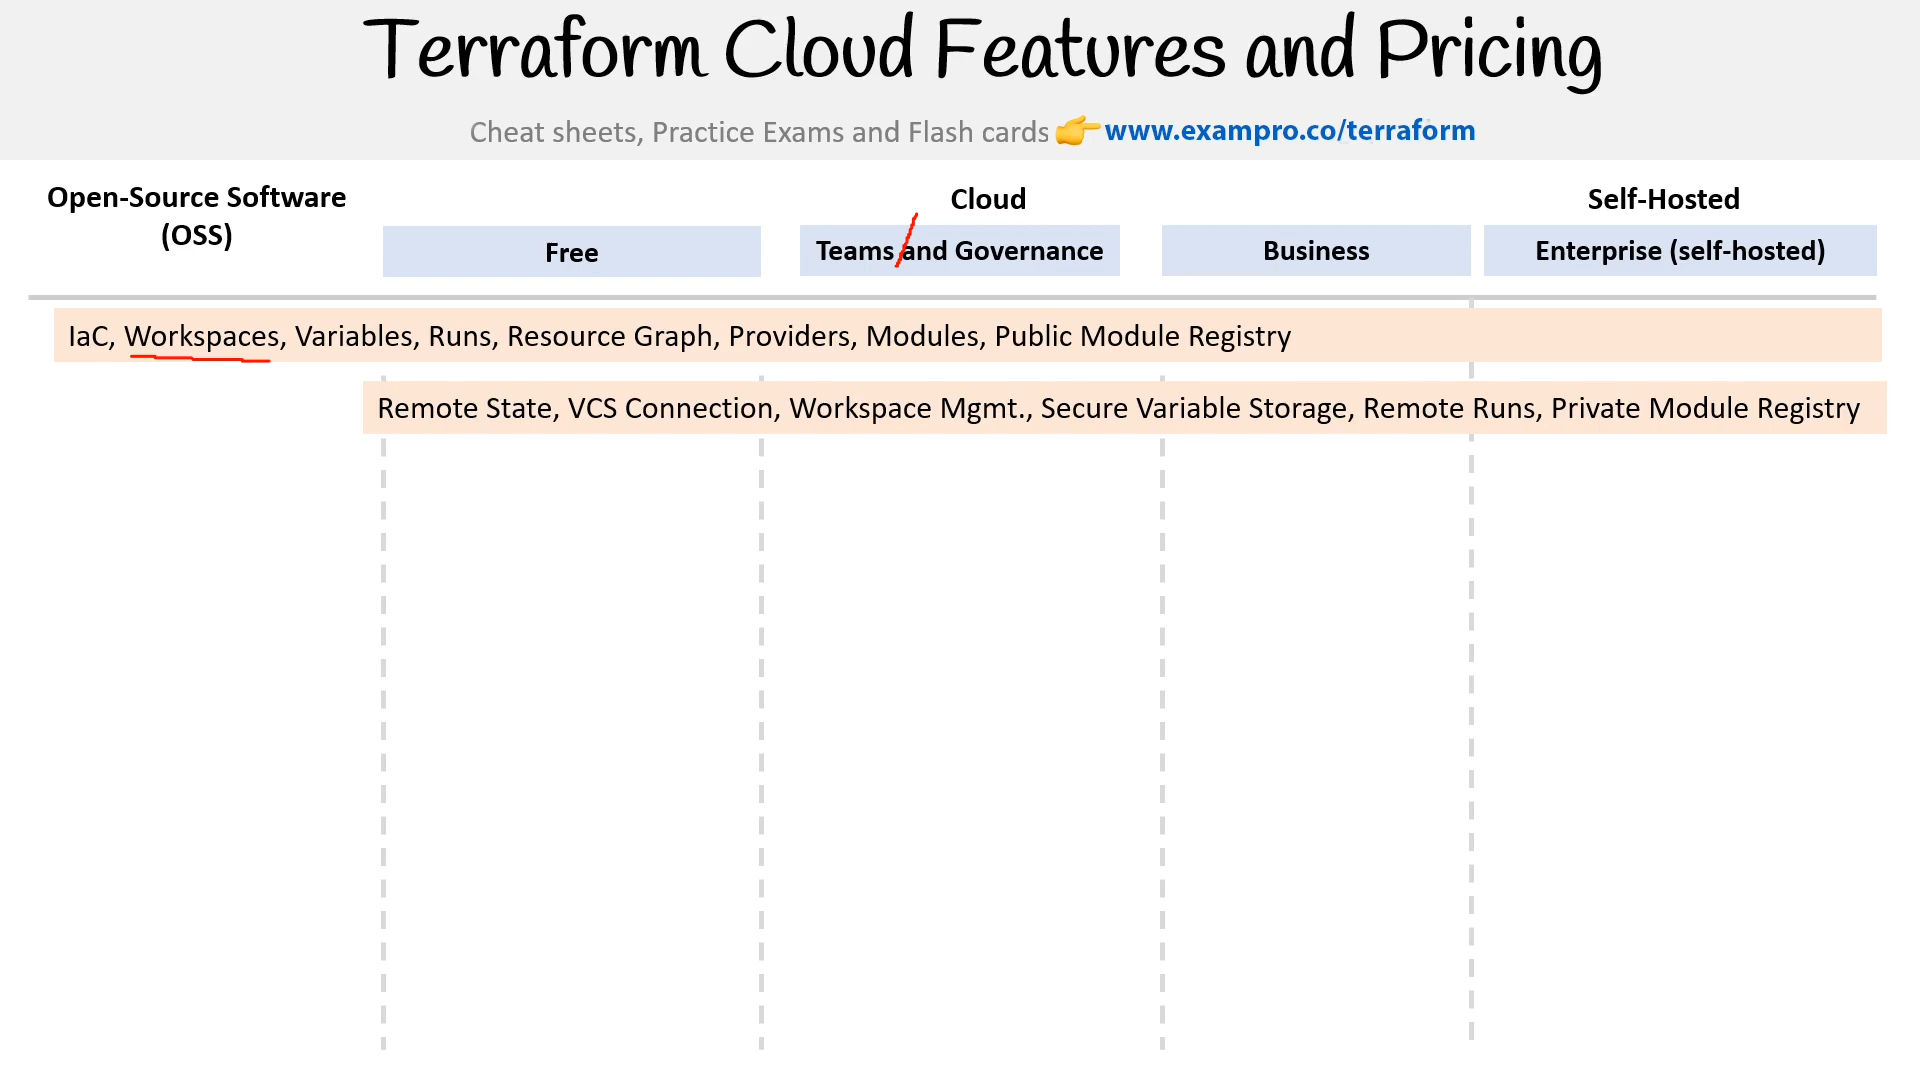 Terraform Cloud Features and Pricing
Cheat sheets, Practice Exams and Flash cards 👉 www.exampro.co/terraform
Open-Source Software
(OSS)
Cloud
Self-Hosted
Free
Teams and Governance
Business
Enterprise (self-hosted)
IaC, Workspaces, Variables, Runs, Resource Graph, Providers, Modules, Public Module Registry
Remote State, VCS Connection, Workspace Mgmt., Secure Variable Storage, Remote Runs, Private Module Registry